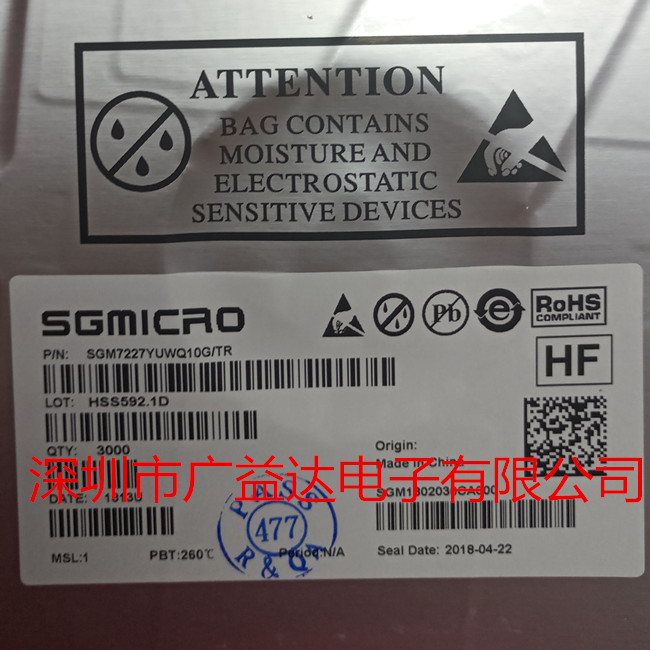 ATTENTION
BAG CONTAINS
MOISTURE AND
ELECTROSTATIC
SENSITIVE DEVICES
SGMICRO
Pb
e
RoHS
COMPLIANT
HF
P/N: SGM7227YUWQ10G/TR
LOT: HSS592.1D
QTY: 3000
Origin:
Made in China
深圳市广益达电子有限公司
DATE:
477
MSL:1 PBT:260℃ Period:N/A Seal Date: 2018-04-22